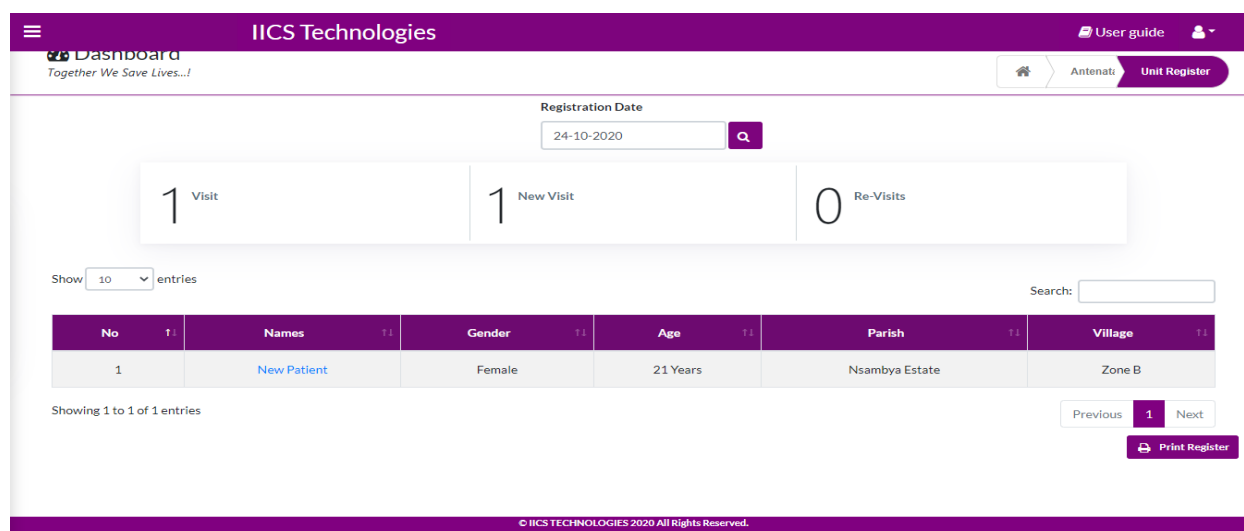 IICS Technologies
User guide
Dashboard
Together We Save Lives...!
Antenata
Unit Register
Registration Date
24-10-2020
1 Visit
1 New Visit
0 Re-Visits
Show 10 entries
Search:
No Names Gender Age Parish Village
1 New Patient Female 21 Years Nsambya Estate Zone B
Showing 1 to 1 of 1 entries
Previous 1 Next
Print Register
© IICS TECHNOLOGIES 2020 All Rights Reserved.